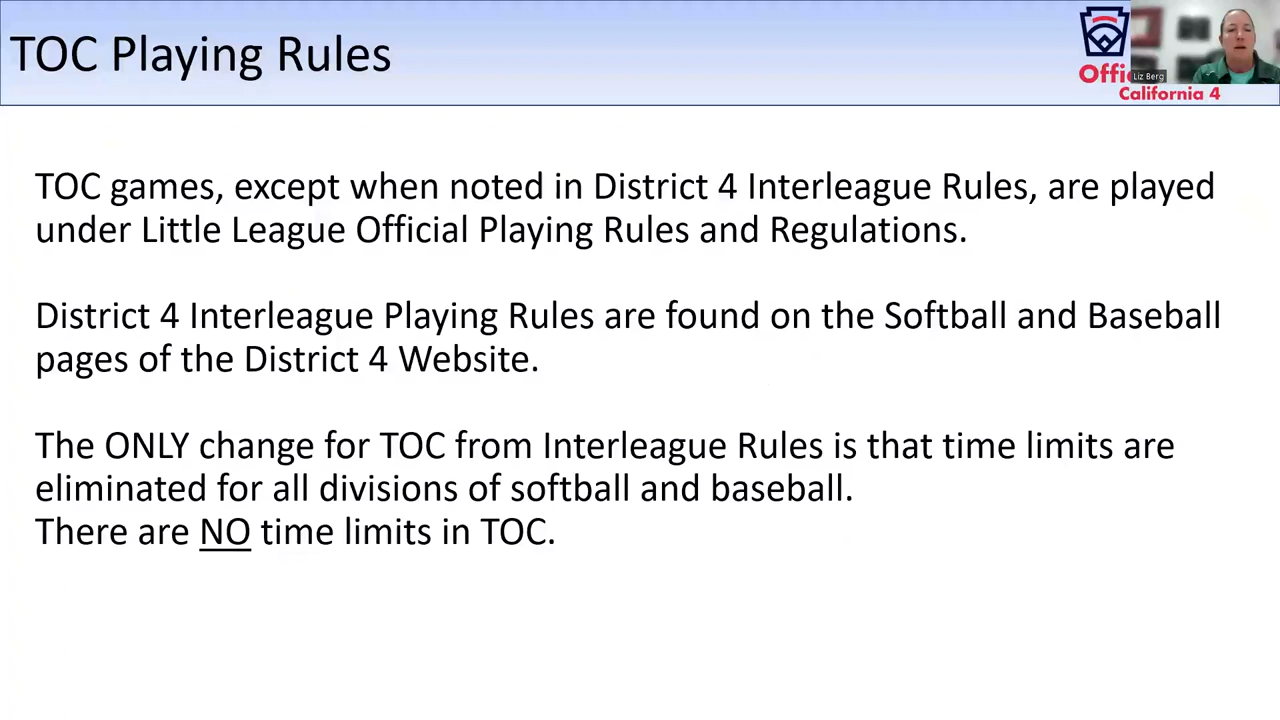 TOC Playing Rules
Liz Berg
California 4
TOC games, except when noted in District 4 Interleague Rules, are played
under Little League Official Playing Rules and Regulations.
District 4 Interleague Playing Rules are found on the Softball and Baseball
pages of the District 4 Website.
The ONLY change for TOC from Interleague Rules is that time limits are
eliminated for all divisions of softball and baseball.
There are NO time limits in TOC.